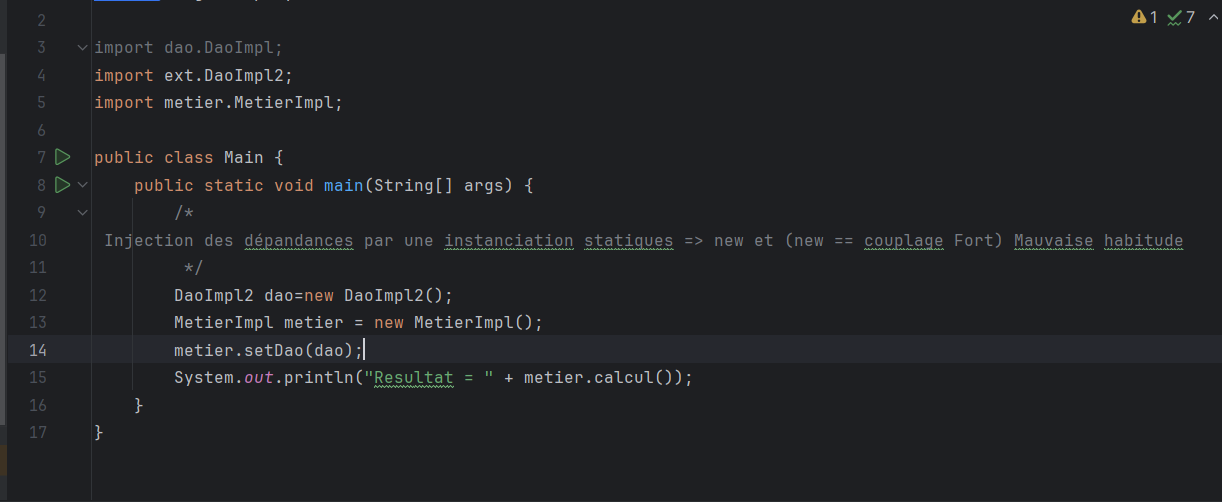 1 7
2
3 import dao.DaoImpl;
4 import ext.DaoImpl2;
5 import metier.MetierImpl;
6
7 public class Main {
8 public static void main(String[] args) {
9 /*
10 Injection des dépandances par une instanciation statiques => new et (new == couplage Fort) Mauvaise habitude
11 */
12 DaoImpl2 dao=new DaoImpl2();
13 MetierImpl metier = new MetierImpl();
14 metier.setDao(dao);
15 System.out.println("Resultat = " + metier.calcul());
16 }
17 }